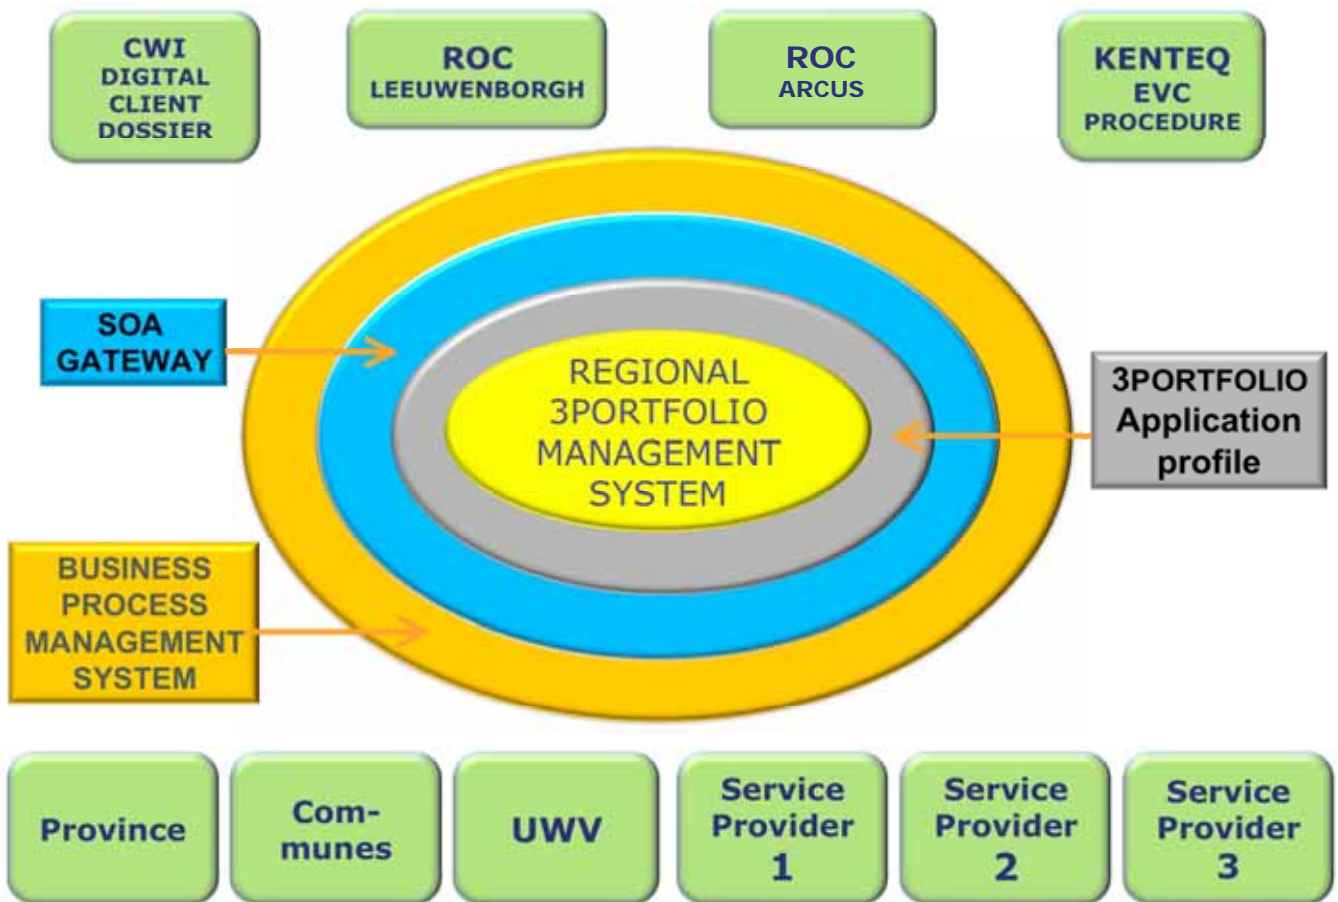 CWI
DIGITAL
CLIENT
DOSSIER
ROC
LEEUWENBORGH
ROC
ARCUS
KENTEQ
EVC
PROCEDURE
SOA
GATEWAY
REGIONAL
3PORTFOLIO
MANAGEMENT
SYSTEM
3PORTFOLIO
Application
profile
BUSINESS
PROCESS
MANAGEMENT
SYSTEM
Province
Com-
munes
UWV
Service
Provider
1
Service
Provider
2
Service
Provider
3